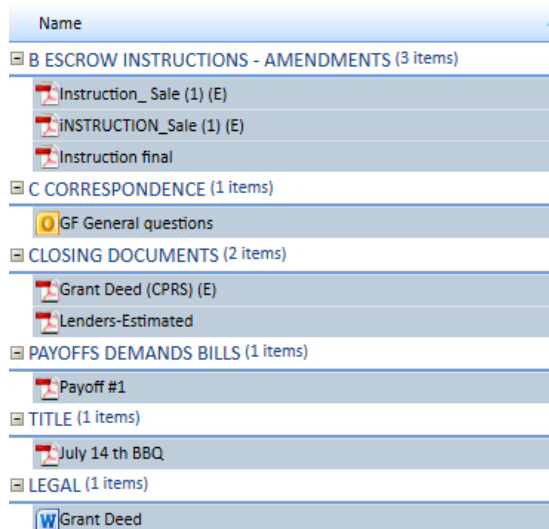 Name
B ESCROW INSTRUCTIONS - AMENDMENTS (3 items)
Instruction_ Sale (1) (E)
iNSTRUCTION_Sale (1) (E)
Instruction final
C CORRESPONDENCE (1 items)
GF General questions
CLOSING DOCUMENTS (2 items)
Grant Deed (CPRS) (E)
Lenders-Estimated
PAYOFFS DEMANDS BILLS (1 items)
Payoff #1
TITLE (1 items)
July 14 th BBQ
LEGAL (1 items)
Grant Deed